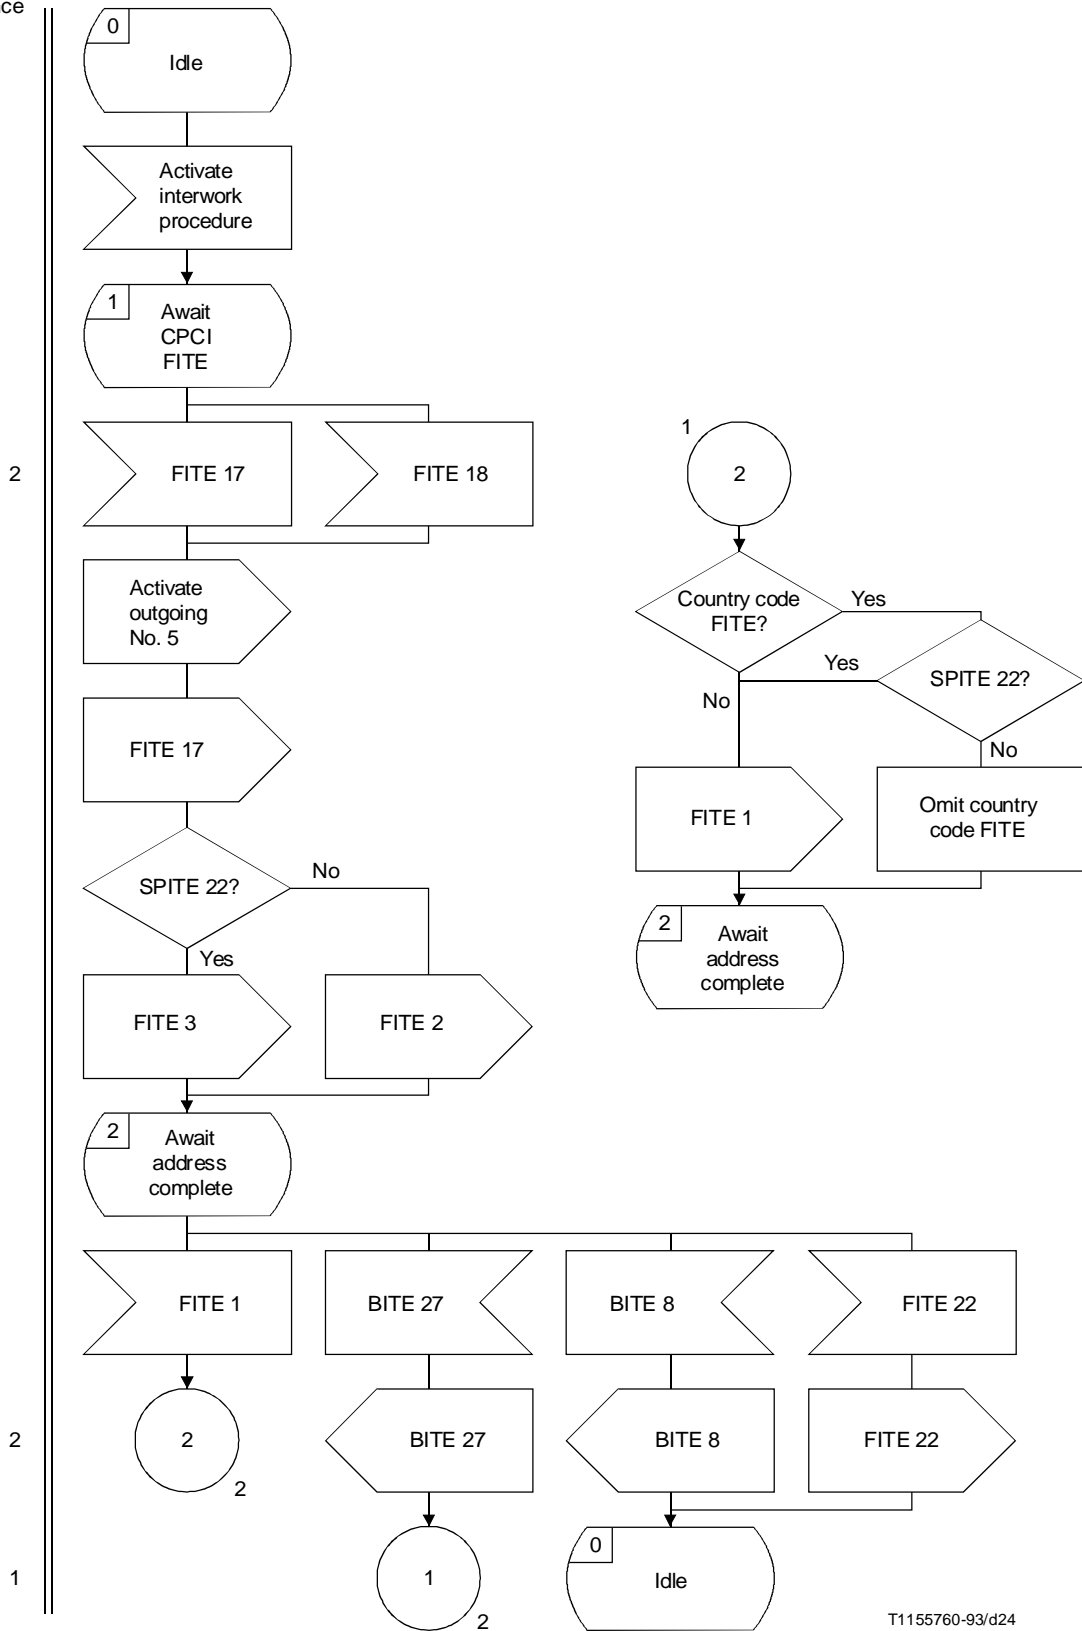 0
Idle
Activate
interwork
procedure
1
Await
CPCI
FITE
2
FITE 17
FITE 18
Activate
outgoing
No. 5
FITE 17
SPITE 22?
No
Yes
FITE 3
FITE 2
2
Await
address
complete
FITE 1
BITE 27
BITE 8
FITE 22
2
2
2
BITE 27
BITE 8
FITE 22
1
1
2
0
Idle
1
2
Country code
FITE?
Yes
Yes
SPITE 22?
No
No
FITE 1
Omit country
code FITE
2
Await
address
complete
T1155760-93/d24